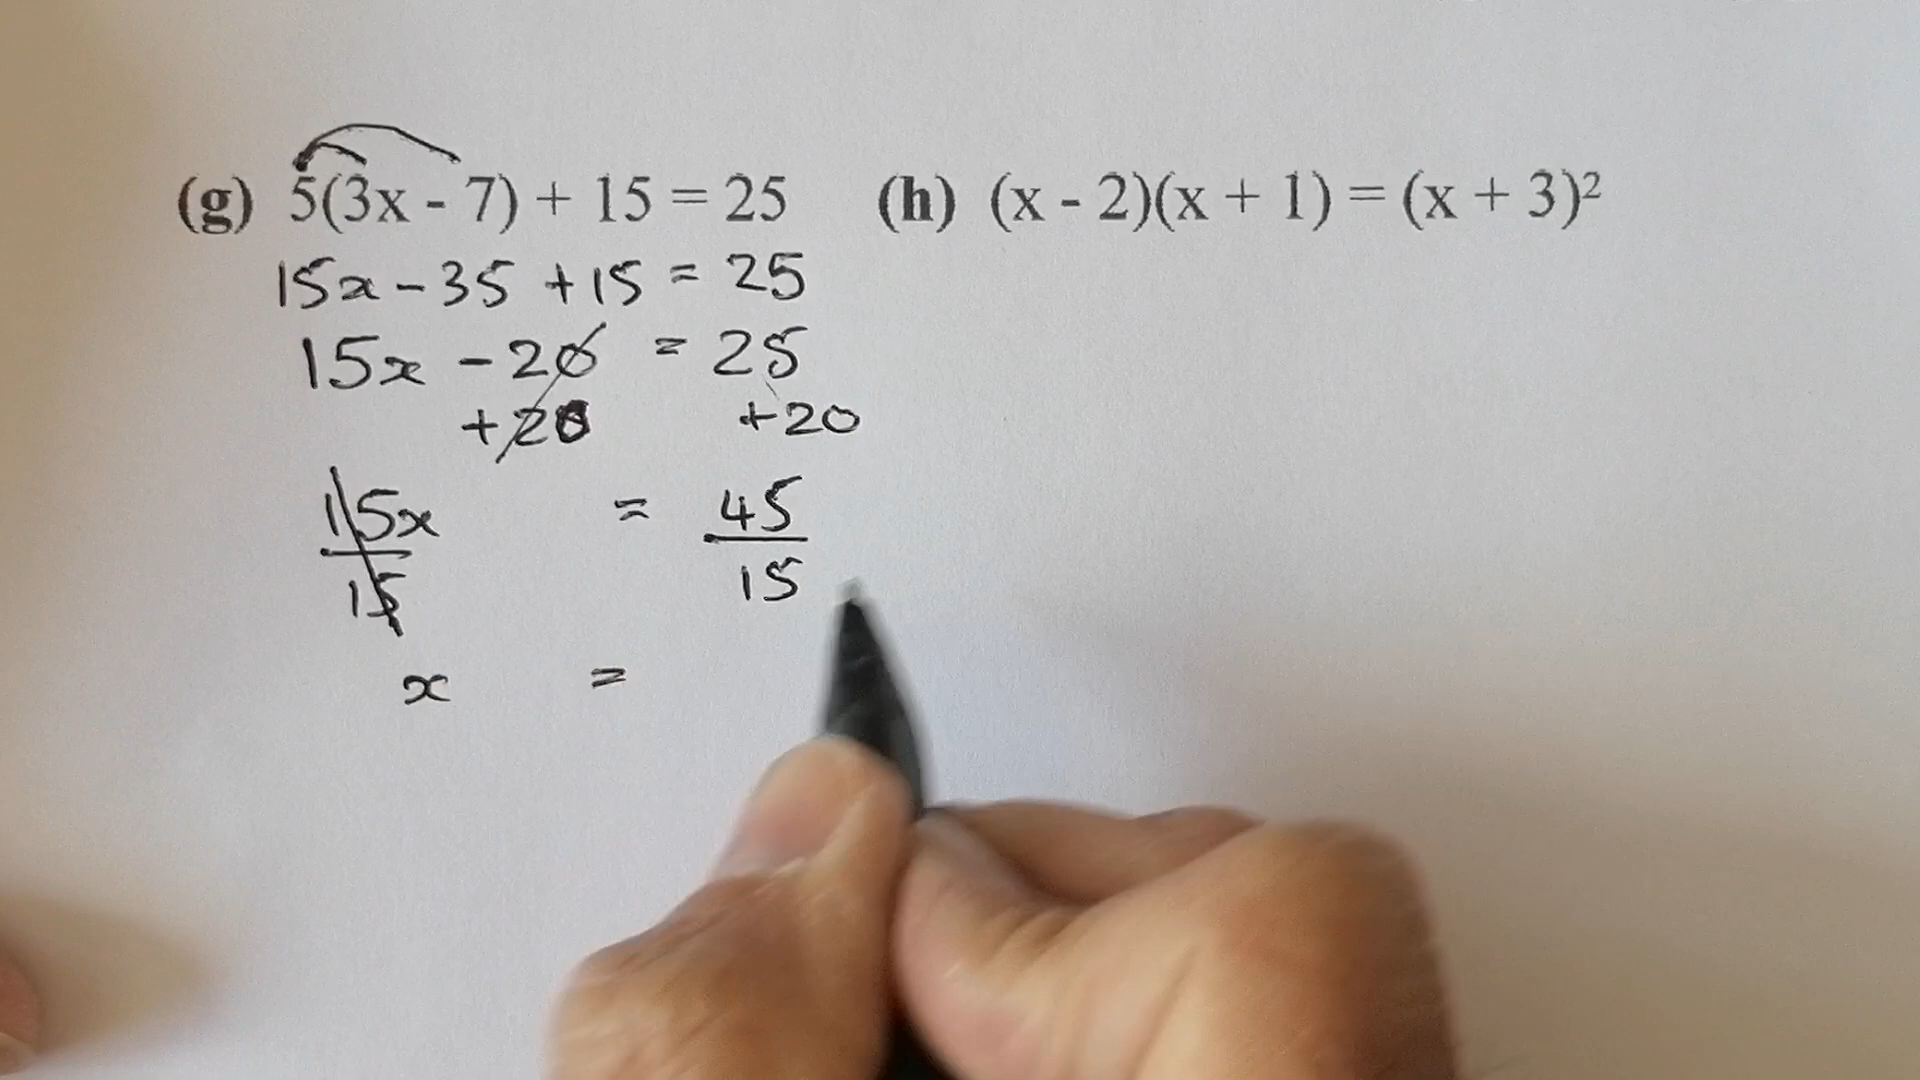 (g) 5(3x - 7) + 15 = 25
15x - 35 + 15 = 25
15x - 20 = 25
+20 +20
15x = 45
15 15
x =
(h) (x - 2)(x + 1) = (x + 3)²